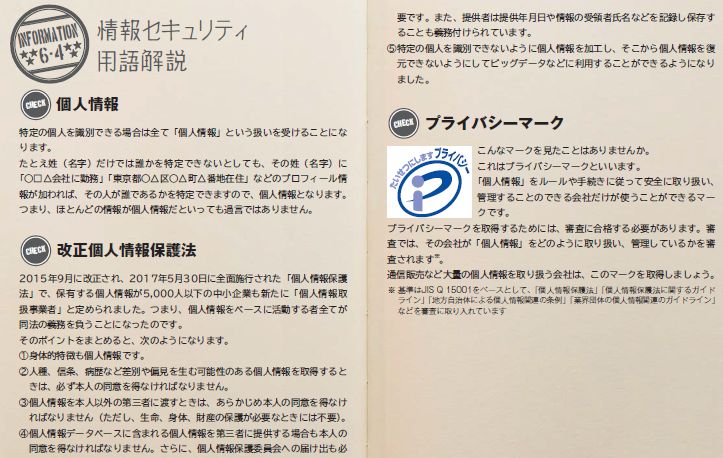 INFORMATION
6・4
情報セキュリティ
用語解説
CHECK 個人情報
特定の個人を識別できる場合は全て「個人情報」という扱いを受けることにな
ります。
たとえ姓（名字）だけでは誰かを特定できないとしても、その姓（名字）に
「○□△会社に勤務」「東京都○△区○△町△番地在住」などのプロフィール情
報が加われば、その人が誰であるかを特定できますので、個人情報となります。
つまり、ほとんどの情報が個人情報だといっても過言ではありません。
CHECK 改正個人情報保護法
2015年9月に改正され、2017年5月30日に全面施行された「個人情報保護
法」で、保有する個人情報が5,000人以下の中小企業も新たに「個人情報取
扱事業者」と定められました。つまり、個人情報をベースに活動する者全てが
同法の義務を負うことになったのです。
そのポイントをまとめると、次のようになります。
①身体的特徴も個人情報です。
②人種、信条、病歴など差別や偏見を生む可能性のある個人情報を取得すると
きは、必ず本人の同意を得なければなりません。
③個人情報を本人以外の第三者に渡すときは、あらかじめ本人の同意を得なけ
ればなりません（ただし、生命、身体、財産の保護が必要なときには不要）。
④個人情報データベースに含まれる個人情報を第三者に提供する場合も本人の
同意を得なければなりません。さらに、個人情報保護委員会への届け出も必
要です。また、提供者は提供年月日や情報の受領者氏名などを記録し保存す
ることも義務付けられています。
⑤特定の個人を識別できないように個人情報を加工し、そこから個人情報を復
元できないようにしてビッグデータなどに利用することができるようになり
ました。
CHECK プライバシーマーク
たいせつにします プライバシー
こんなマークを見たことはありませんか。
これはプライバシーマークといいます。
「個人情報」をルールや手続きに従って安全に取り扱い、
管理することのできる会社だけが使うことができるマー
クです。
プライバシーマークを取得するためには、審査に合格する必要があります。審
査では、その会社が「個人情報」をどのように取り扱い、管理しているかを審
査されます※。
通信販売など大量の個人情報を取り扱う会社は、このマークを取得しましょう。
※ 基準はJIS Q 15001をベースとして、「個人情報保護法」「個人情報保護法に関するガイド
ライン」「地方自治体による個人情報関連の条例」「業界団体の個人情報関連のガイドライン」
などを審査に取り入れています